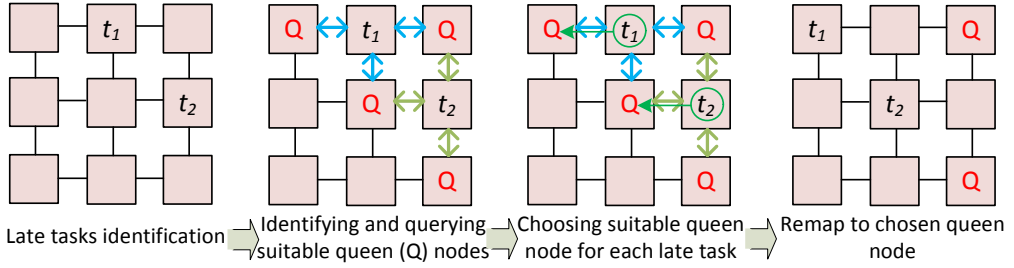 t1
t2
Late tasks identification
Q t1 Q
Q t2
Q
Identifying and querying
suitable queen (Q) nodes
Q t1 Q
Q t2
Q
Choosing suitable queen
node for each late task
t1 Q
t2
Q
Remap to chosen queen
node